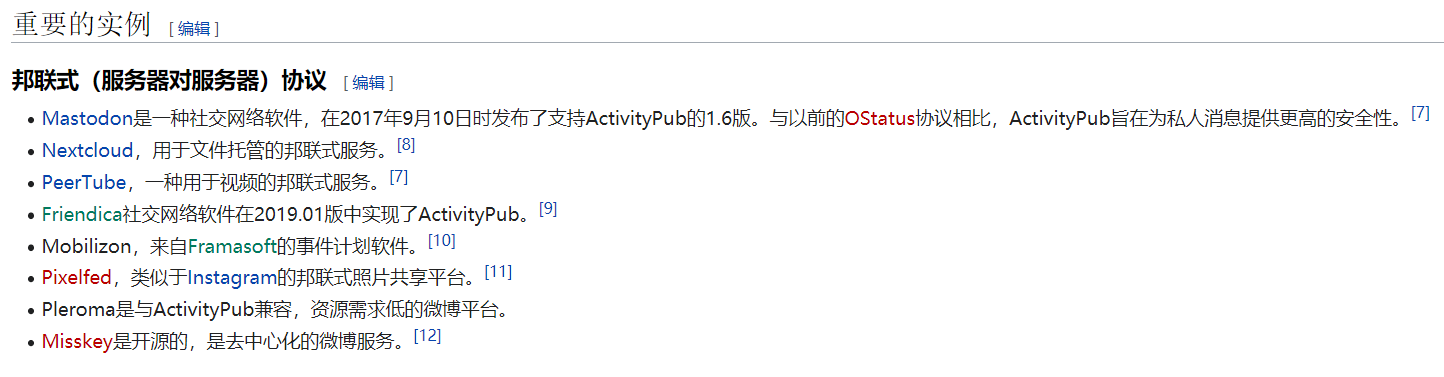 重要的实例 [编辑]
邦联式（服务器对服务器）协议 [编辑]
• Mastodon是一种社交网络软件，在2017年9月10日时发布了支持ActivityPub的1.6版。与以前的OStatus协议相比，ActivityPub旨在为私人消息提供更高的安全性。[7]
• Nextcloud，用于文件托管的邦联式服务。[8]
• PeerTube，一种用于视频的邦联式服务。[7]
• Friendica社交网络软件在2019.01版中实现了ActivityPub。[9]
• Mobilizon，来自Framasoft的事件计划软件。[10]
• Pixelfed，类似于Instagram的邦联式照片共享平台。[11]
• Pleroma是与ActivityPub兼容，资源需求低的微博平台。
• Misskey是开源的，是去中心化的微博服务。[12]